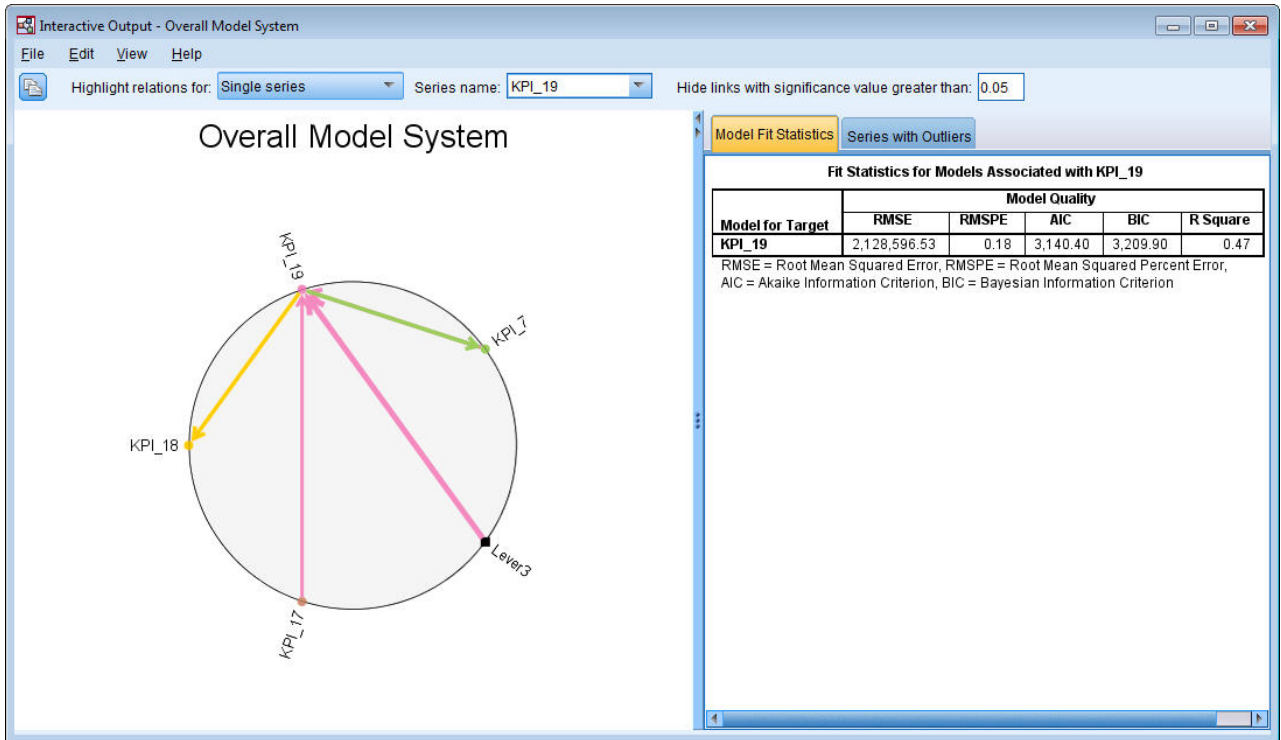 Interactive Output - Overall Model System
File Edit View Help
Highlight relations for: Single series Series name: KPI_19 Hide links with significance value greater than: 0.05
Overall Model System
KPI_19
KPI_7
KPI_18
Lever3
KPI_17
Model Fit Statistics Series with Outliers
Fit Statistics for Models Associated with KPI_19
Model for Target Model Quality
RMSE RMSPE AIC BIC R Square
KPI_19 2,128,596.53 0.18 3,140.40 3,209.90 0.47
RMSE = Root Mean Squared Error, RMSPE = Root Mean Squared Percent Error,
AIC = Akaike Information Criterion, BIC = Bayesian Information Criterion